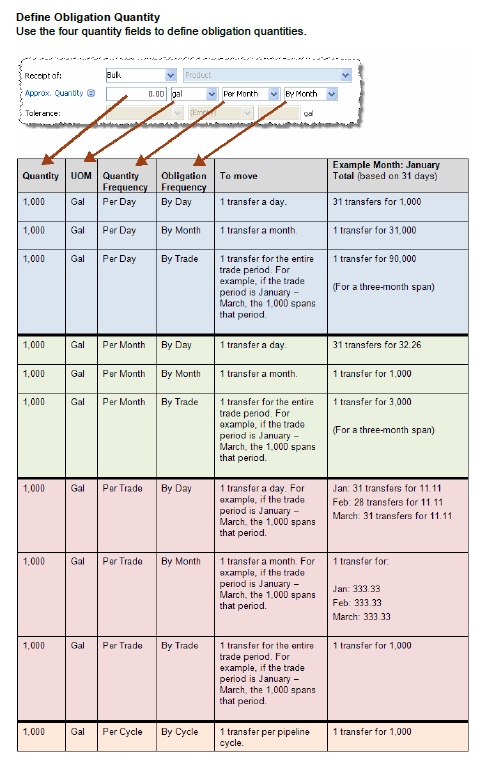 Define Obligation Quantity
Use the four quantity fields to define obligation quantities.
Receipt of: Bulk Product
Approx. Quantity 0.00 gal Per Month By Month
Tolerance: (Empty) gal
Quantity UOM Quantity Frequency Obligation Frequency To move Example Month: January Total (based on 31 days)
1,000 Gal Per Day By Day 1 transfer a day. 31 transfers for 1,000
1,000 Gal Per Day By Month 1 transfer a month. 1 transfer for 31,000
1,000 Gal Per Day By Trade 1 transfer for the entire 1 transfer for 90,000
trade period. For
example, if the trade
(For a three-month span)
period is January –
March, the 1,000 spans
that period.
1,000 Gal Per Month By Day 1 transfer a day. 31 transfers for 32.26
1,000 Gal Per Month By Month 1 transfer a month. 1 transfer for 1,000
1,000 Gal Per Month By Trade 1 transfer for the entire 1 transfer for 3,000
trade period. For
example, if the trade
(For a three-month span)
period is January –
March, the 1,000 spans
that period.
1,000 Gal Per Trade By Day 1 transfer a day. For Jan: 31 transfers for 11.11
example, if the trade Feb: 28 transfers for 11.11
period is January – March: 31 transfers for 11.11
March, the 1,000 spans
that period.
1,000 Gal Per Trade By Month 1 transfer a month. For 1 transfer for:
example, if the trade
period is January – Jan: 333.33
March, the 1,000 spans Feb: 333.33
that period. March: 333.33
1,000 Gal Per Trade By Trade 1 transfer for the entire 1 transfer for 1,000
trade period. For
example, if the trade
period is January –
March, the 1,000 spans
that period.
1,000 Gal Per Cycle By Cycle 1 transfer per pipeline 1 transfer for 1,000
cycle.